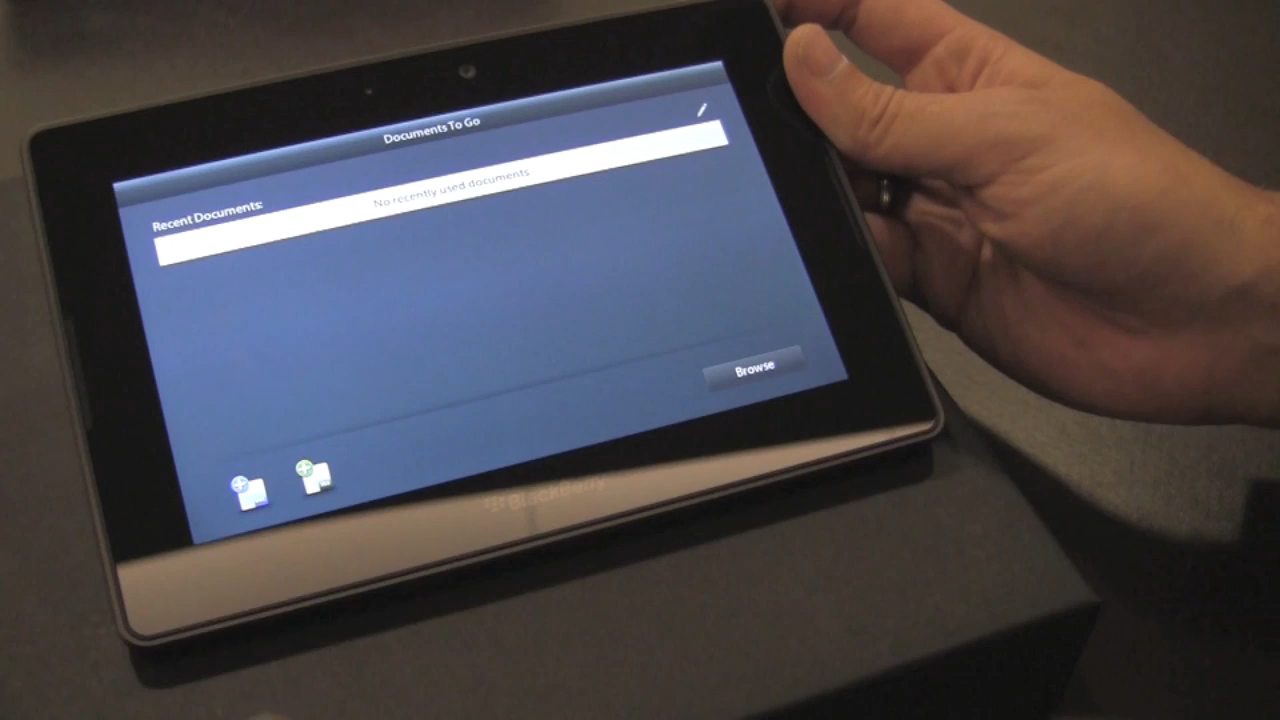 Documents To Go
Recent Documents:
No recently used documents
Browse
BlackBerry